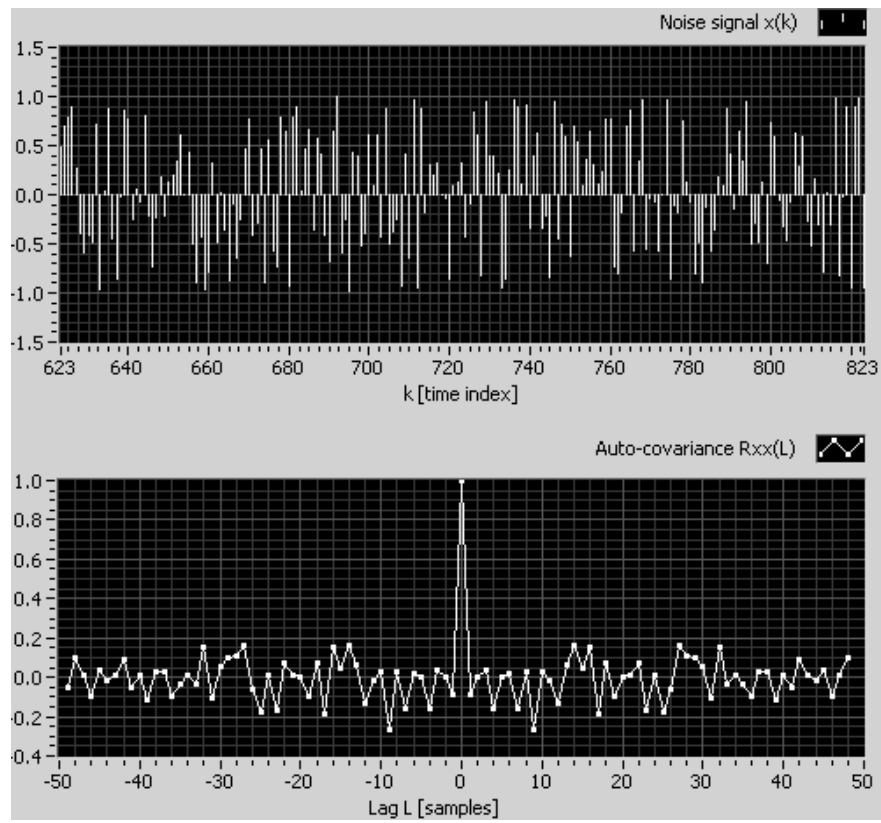 Noise signal x(k)
1.5
1.0
0.5
0.0
-0.5
-1.0
-1.5
623 640 660 680 700 720 740 760 780 800 823
k [time index]
Auto-covariance Rxx(L)
1.0
0.8
0.6
0.4
0.2
0.0
-0.2
-0.4
-50 -40 -30 -20 -10 0 10 20 30 40 50
Lag L [samples]